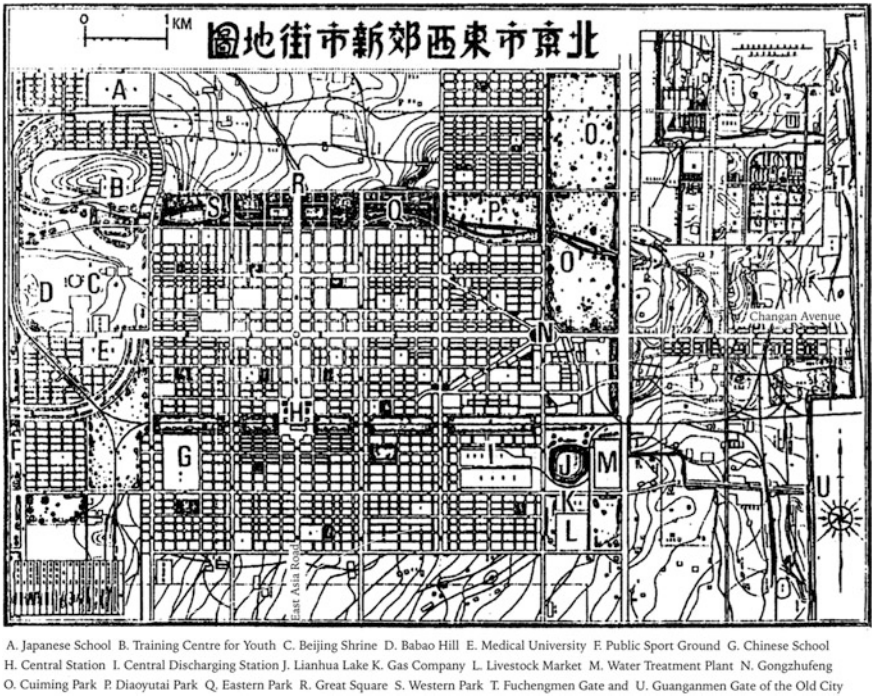 0 1 KM
北京市東西郊新市街地圖
A
B
O
T
R
S
Q
P
O
D
C
Changan Avenue
N
E
H
F
G
I
J
M
U
K
L
East Asia Road
A. Japanese School B. Training Centre for Youth C. Beijing Shrine D. Babao Hill E. Medical University F. Public Sport Ground G. Chinese School
H. Central Station I. Central Discharging Station J. Lianhua Lake K. Gas Company L. Livestock Market M. Water Treatment Plant N. Gongzhufeng
O. Cuiming Park P. Diaoyutai Park Q. Eastern Park R. Great Square S. Western Park T. Fuchengmen Gate and U. Guanganmen Gate of the Old City